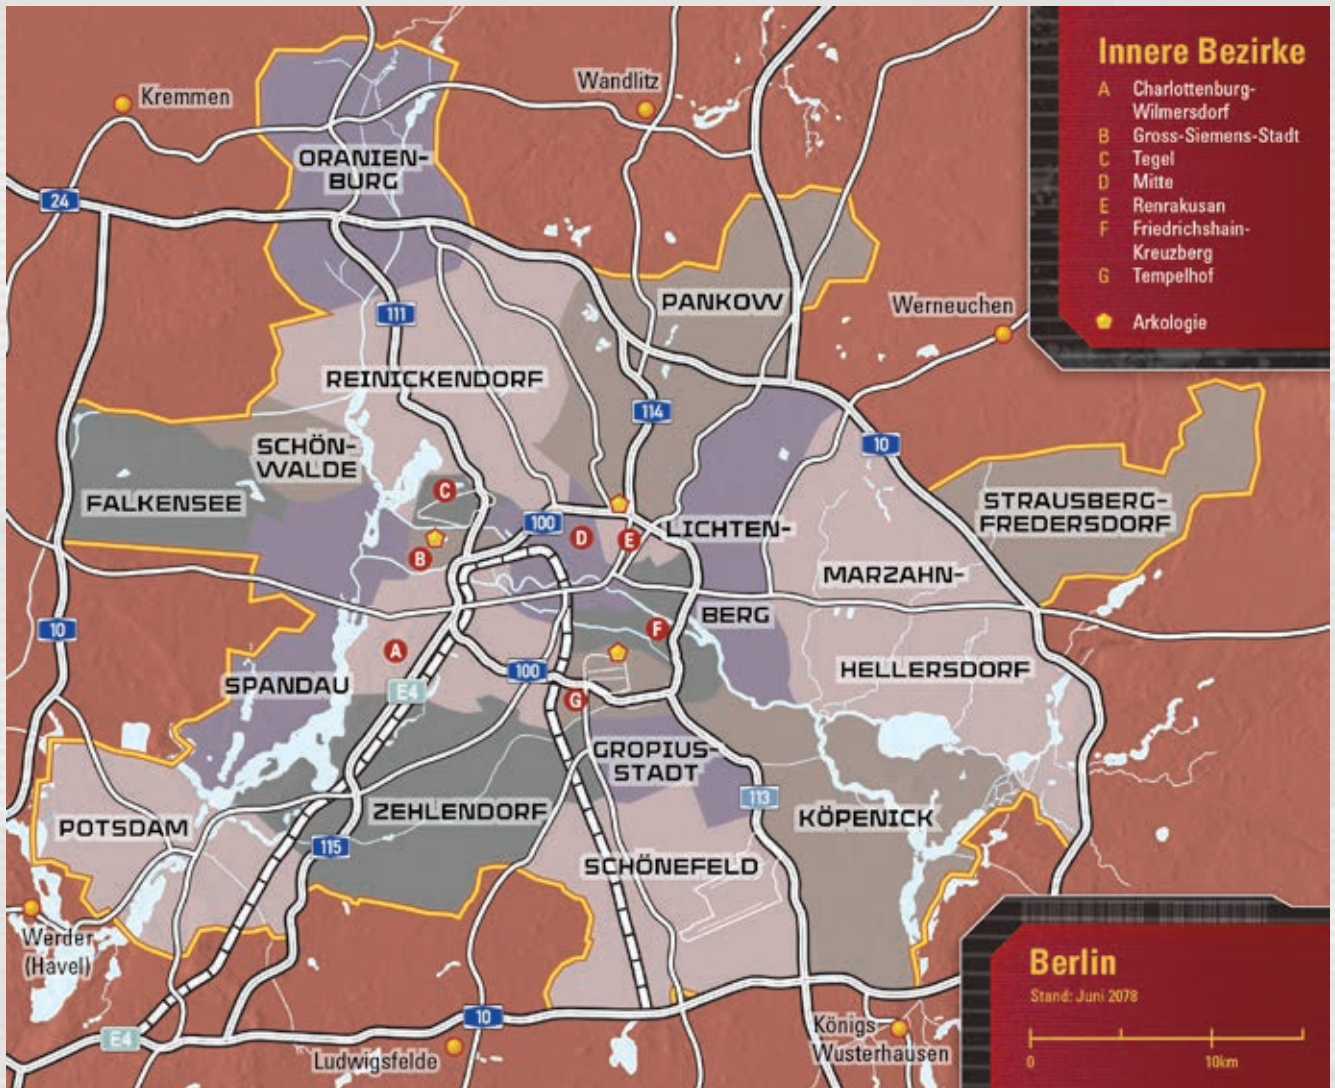 Innere Bezirke
A Charlottenburg-
Wilmersdorf
B Gross-Siemens-Stadt
C Tegel
D Mitte
E Renrakusan
F Friedrichshain-
Kreuzberg
G Tempelhof
Arkologie
Kremmen
Wandlitz
ORANIEN-
BURG
24
111
PANKOW
Werneuchen
REINICKENDORF
114
10
SCHÖN-
WALDE
FALKENSEE
C
STRAUSBERG-
FREDERSDORF
100
D
E
LICHTEN-
B
MARZAHN-
BERG
10
F
A
HELLERSDORF
SPANDAU
E4
100
G
GROPIUS-
STADT
113
POTSDAM
ZEHLENDORF
KÖPENICK
115
SCHÖNEFELD
Werder
(Havel)
10
E4
Ludwigsfelde
Königs
Wusterhausen
Berlin
Stand: Juni 2078
0 10km